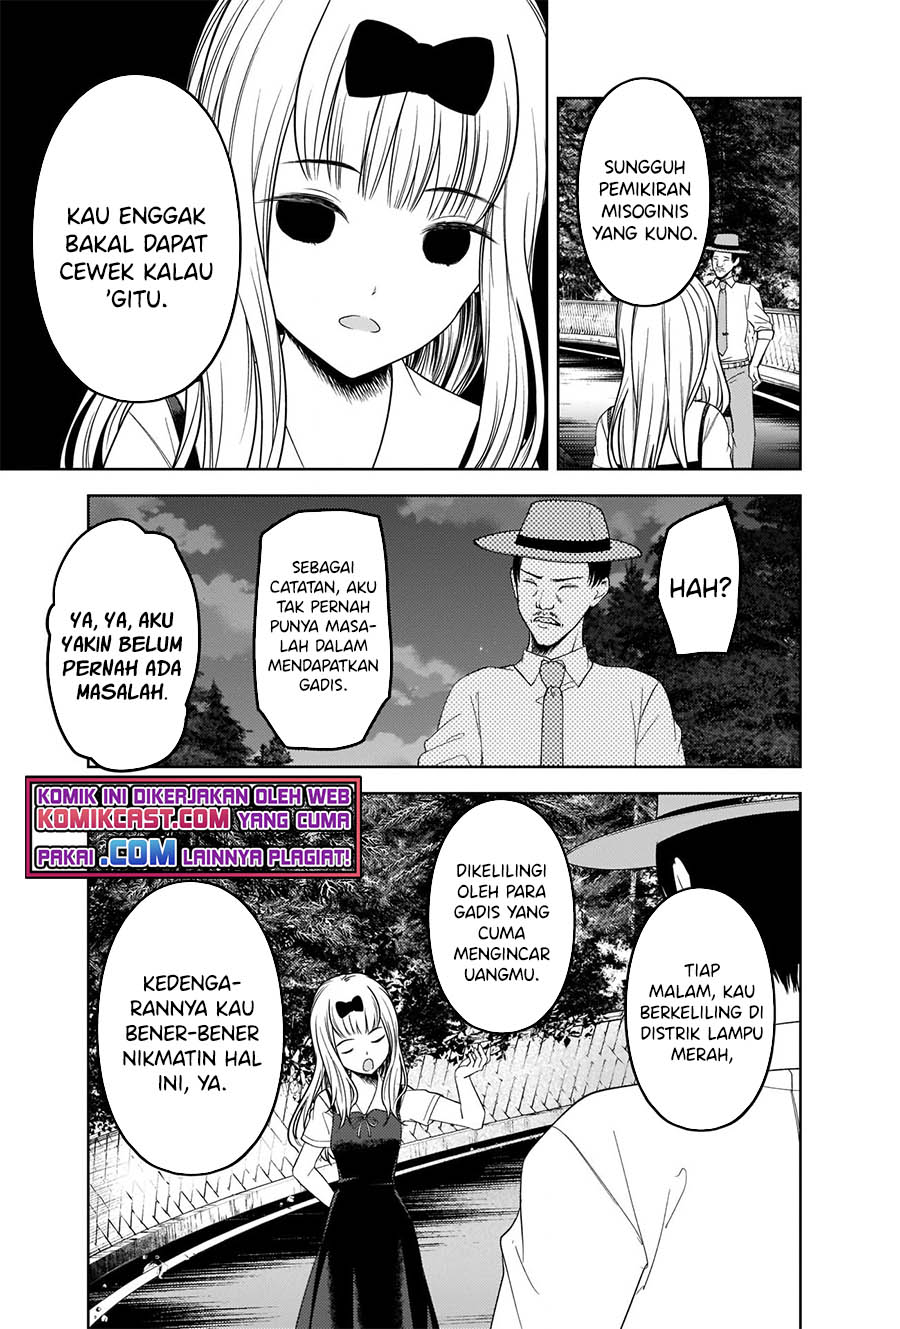 SUNGGUH
PEMIKIRAN
MISOGINIS
YANG KUNO.
KAU ENGGAK
BAKAL DAPAT
CEWEK KALAU
'GITU.
HAH?
SEBAGAI
CATATAN, AKU
TAK PERNAH
PUNYA MASA-
LAH DALAM
MENDAPATKAN
GADIS.
YA, YA, AKU
YAKIN BELUM
PERNAH ADA
MASALAH.
KOMIK INI DIKERJAKAN OLEH WEB
KOMIKCAST.COM YANG CUMA
PAKAI .COM LAINNYA PLAGIAT!
TIAP
MALAM, KAU
BERKELILING DI
DISTRIK LAMPU
MERAH,
DIKELILINGI
OLEH PARA
GADIS YANG
CUMA
MENGINCAR
UANGMU.
KEDENGA-
RANNYA KAU
BENER-BENER
NIKMATIN HAL
INI, YA.